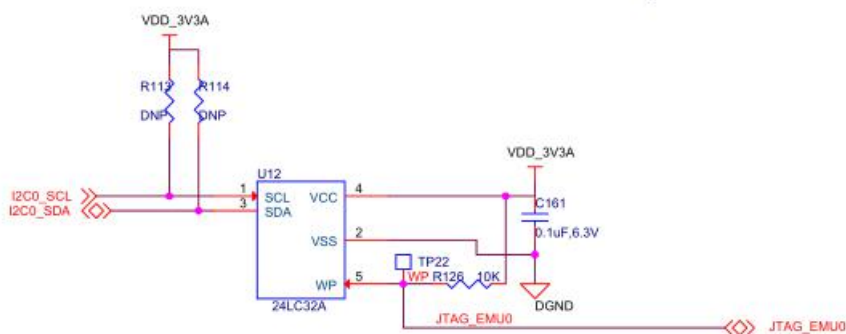 VDD_3V3A
R113 R114
DNP DNP
U12
VDD_3V3A
I2C0_SCL 1 SCL VCC 4
I2C0_SDA 3 SDA
C161
0.1uF,6.3V
VSS 2
TP22
WP 5 WP R126 10K
24LC32A
DGND
JTAG_EMU0 JTAG_EMU0